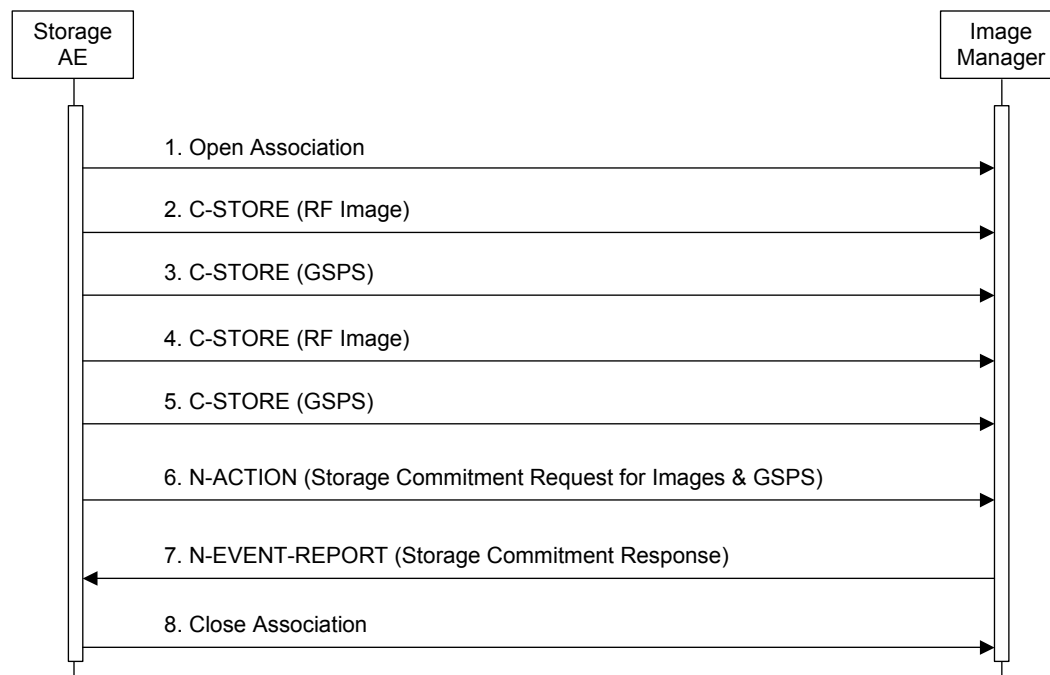 Storage
AE
Image
Manager
1. Open Association
2. C-STORE (RF Image)
3. C-STORE (GSPS)
4. C-STORE (RF Image)
5. C-STORE (GSPS)
6. N-ACTION (Storage Commitment Request for Images & GSPS)
7. N-EVENT-REPORT (Storage Commitment Response)
8. Close Association